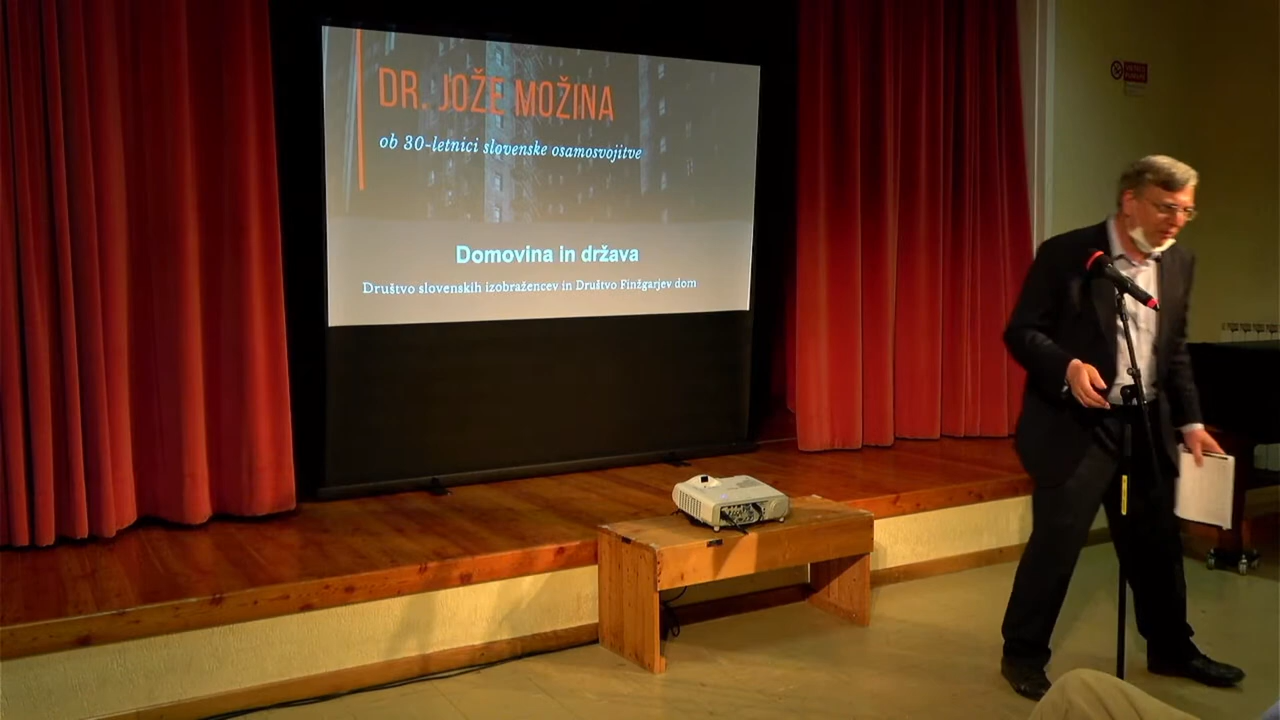 DR. JOŽE MOŽINA
ob 30-letnici slovenske osamosvojitve
Domovina in država
Društvo slovenskih izobražencev in Društvo Finžgarjev dom